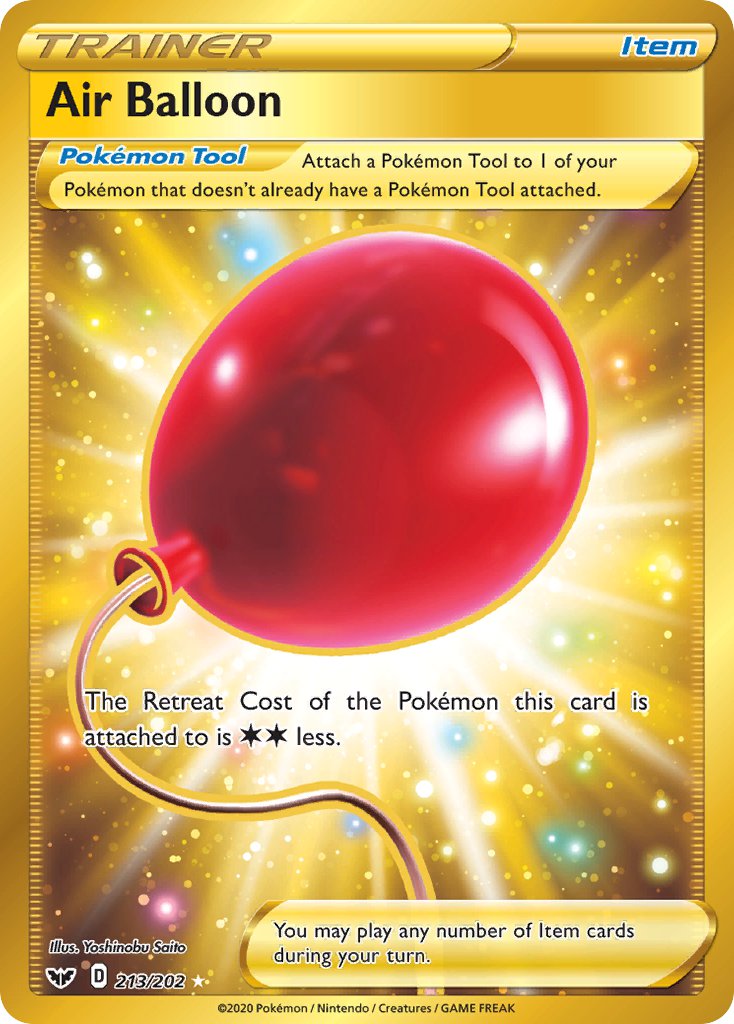 TRAINER
Item
Air Balloon
Pokémon Tool
Attach a Pokémon Tool to 1 of your
Pokémon that doesn't already have a Pokémon Tool attached.
The Retreat Cost of the Pokémon this card is
attached to is ✶✶ less.
You may play any number of Item cards
during your turn.
Illus. Yoshinobu Saito
D 213/202 ★
©2020 Pokémon / Nintendo / Creatures / GAME FREAK